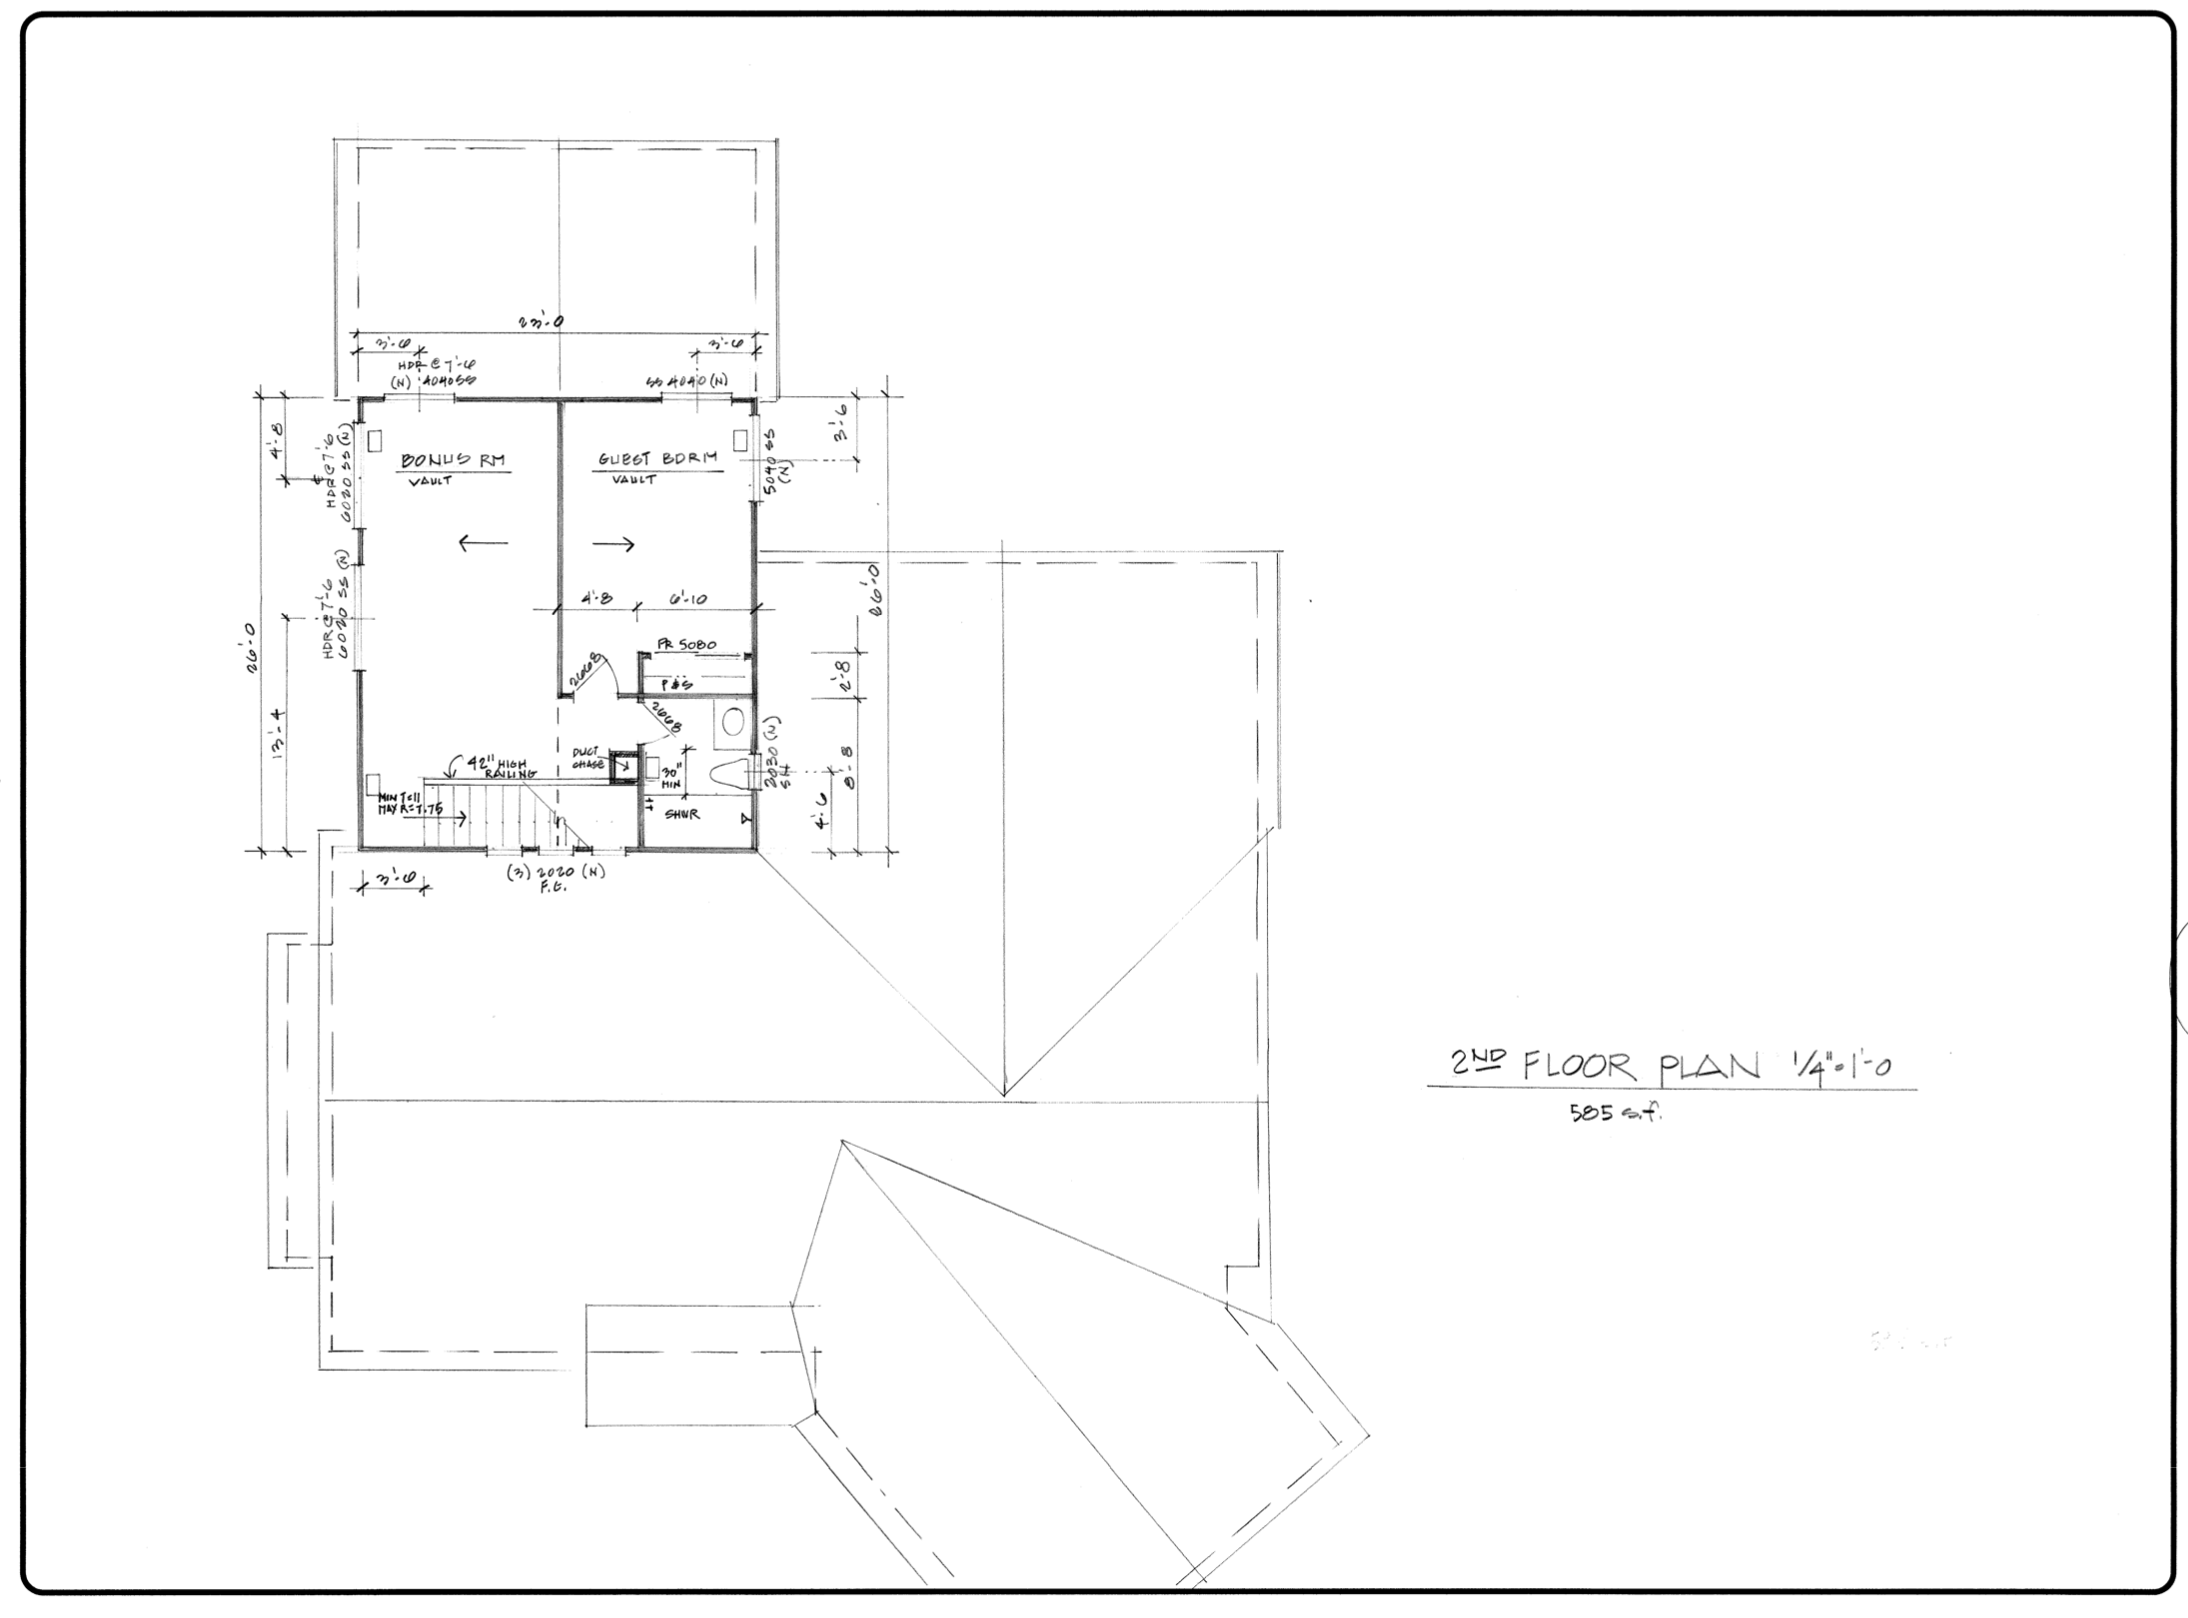 23'-0
3'-6
3'-6
HDR @ 7'-6
(N) 4040 SS
SS 4040 (N)
4'-8
HDR @ 7'-6
6020 SS (N)
BONUS RM
VAULT
GUEST BDRM
VAULT
5040 SS
(N)
3'-6
HDR @ 7'-6
6020 SS (N)
26'-0
26'-0
4'-8
6'-10
PR 5080
2668
P&S
2'-8
2668
13'-4
42" HIGH
RAILING
DUCT
CHASE
30"
MIN
2030 (N)
SH
8'-8
MIN T=11
MAX R=7.75
SHWR
4'-6
3'-6
(3) 2020 (N)
F.G.
2ND FLOOR PLAN 1/4"=1'-0
585 s.f.